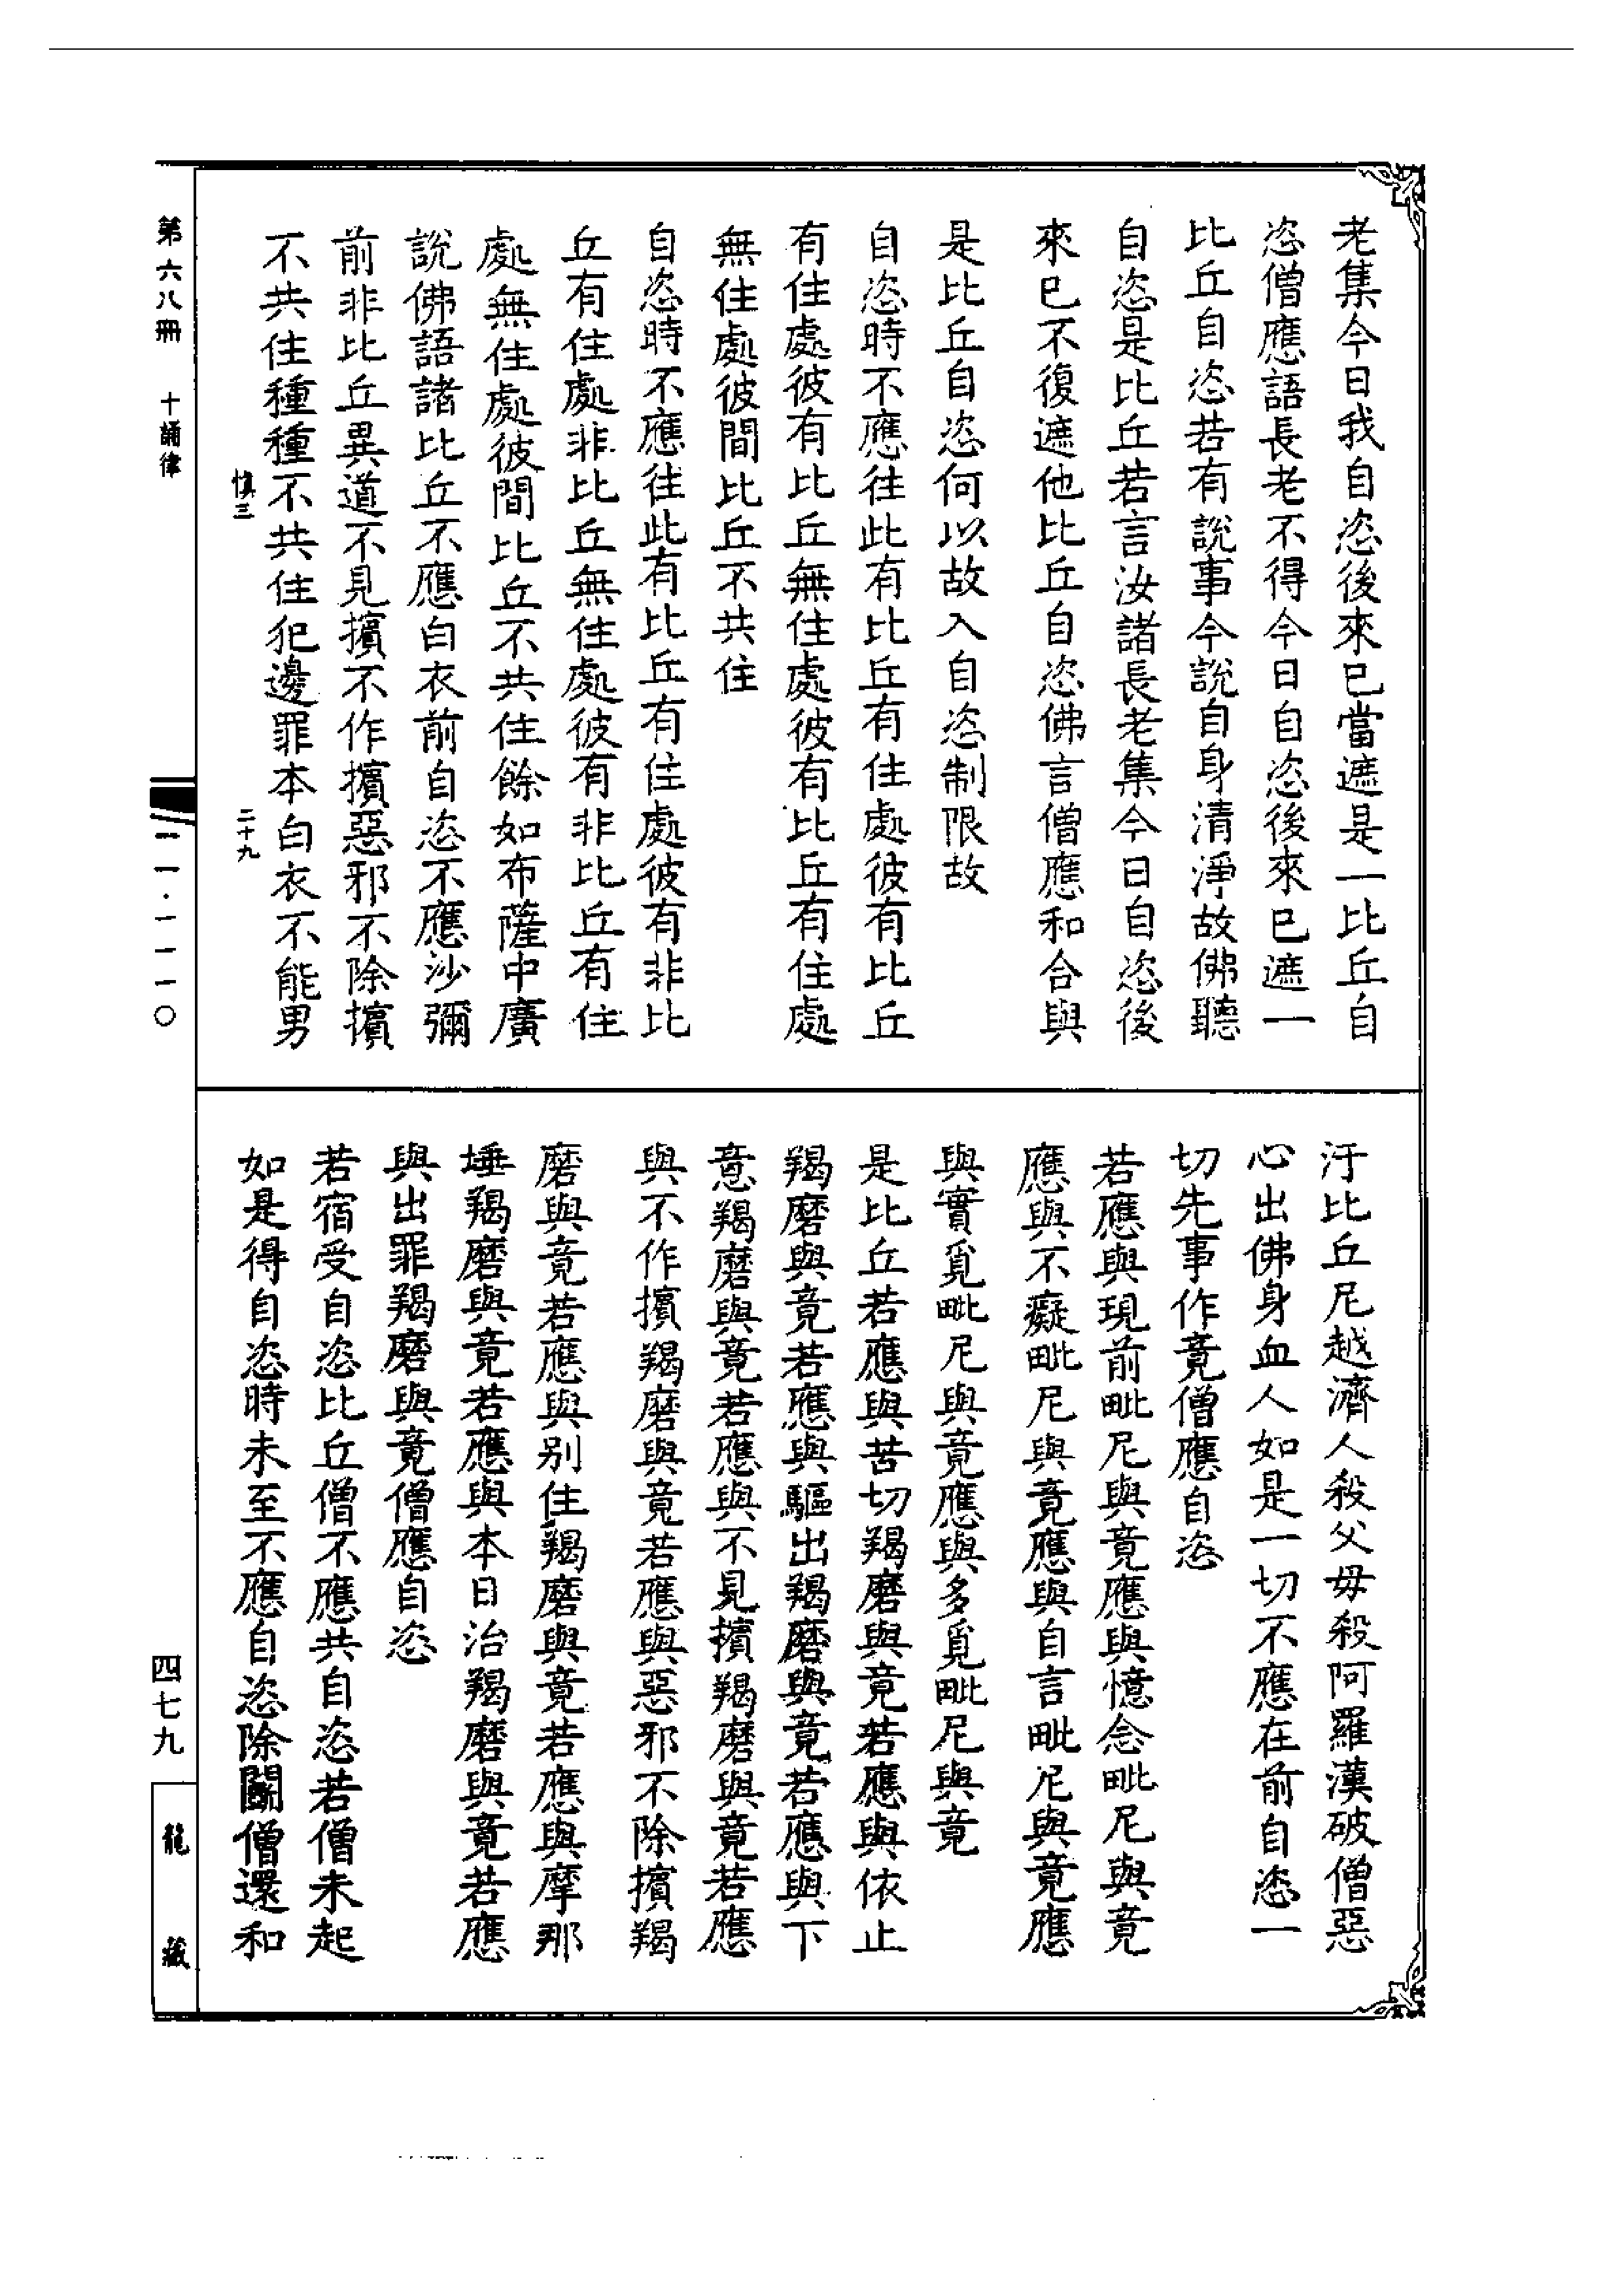 老集今日我自恣後來已當遮是一比丘自
恣僧應語長老不得今日自恣後來已遮一
比丘自恣若有說事今說自身清淨故佛聽
自恣是比丘若言汝諸長老集今日自恣後
來已不復遮他比丘自恣佛言僧應和合與
是比丘自恣何以故入自恣制限故
自恣時不應往此有比丘有住處彼有比丘
有住處彼有比丘無住處彼有比丘有住處
無住處彼間比丘不共住
自恣時不應往此有比丘有住處彼有非比
丘有住處非比丘無住處彼有非比丘有住
處無住處彼間比丘不共住餘如布薩中廣
說佛語諸比丘不應白衣前自恣不應沙彌
前非比丘異道不見擯不作擯惡邪不除擯
不共住種種不共住犯邊罪本白衣不能男
慎三
二十九
汙比丘尼越濟人殺父母殺阿羅漢破僧惡
心出佛身血人如是一切不應在前自恣一
切先事作竟僧應自恣
若應與現前毗尼與竟應與憶念毗尼與竟
應與不癡毗尼與竟應與自言毗尼與竟應
與實覓毗尼與竟應與多覓毗尼與竟
是比丘若應與苦切羯磨與竟若應與依止
羯磨與竟若應與驅出羯磨與竟若應與下
意羯磨與竟若應與不見擯羯磨與竟若應
與不作擯羯磨與竟若應與惡邪不除擯羯
磨與竟若應與別住羯磨與竟若應與摩那
埵羯磨與竟若應與本日治羯磨與竟若應
與出罪羯磨與竟僧應自恣
若宿受自恣比丘僧不應共自恣若僧未起
如是得自恣時未至不應自恣除鬬僧還和
第六八冊 十誦律
二一·一一一〇
四七九
龍藏